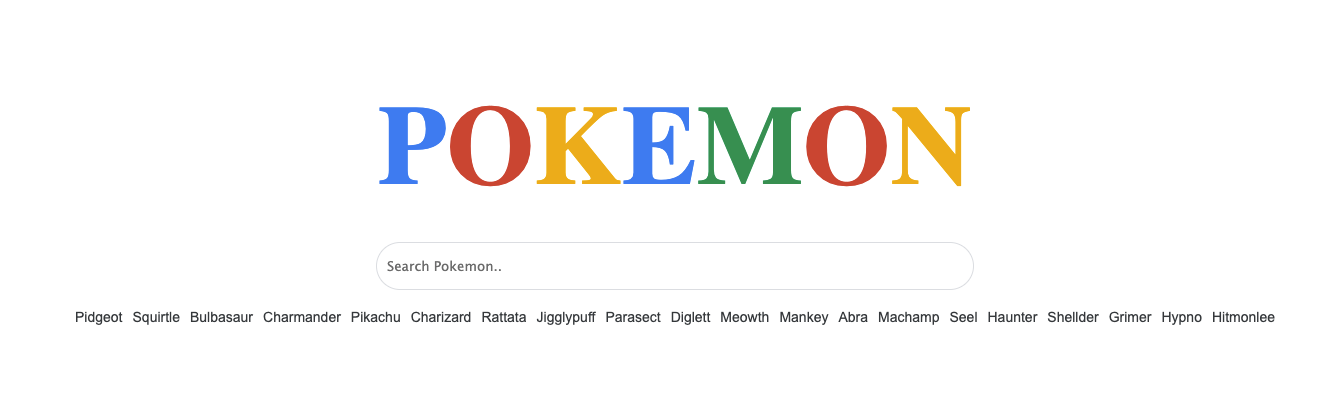 POKEMON
Search Pokemon..
Pidgeot Squirtle Bulbasaur Charmander Pikachu Charizard Rattata Jigglypuff Parasect Diglett Meowth Mankey Abra Machamp Seel Haunter Shellder Grimer Hypno Hitmonlee